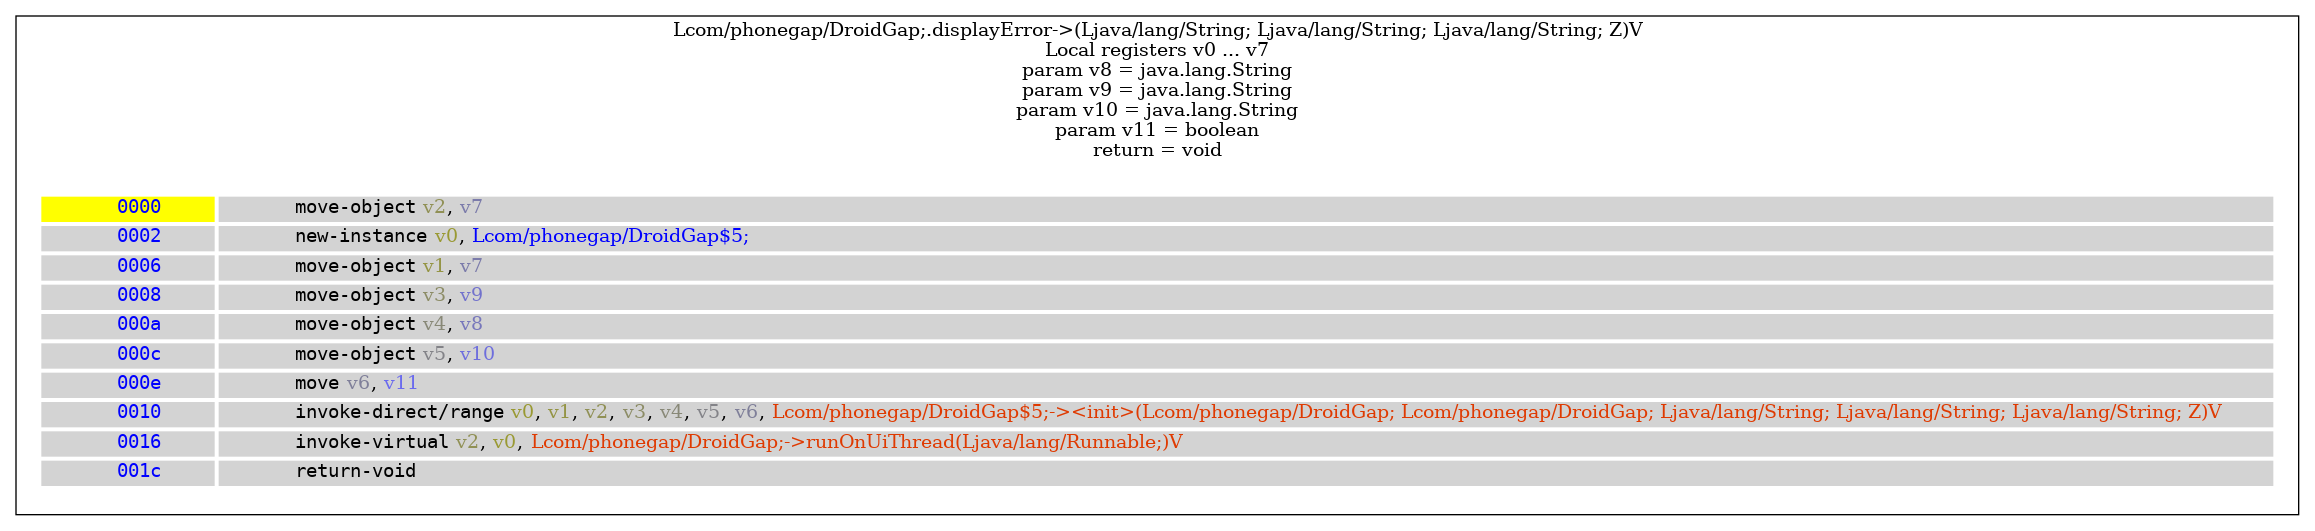 Lcom/phonegap/DroidGap;.displayError->(Ljava/lang/String; Ljava/lang/String; Ljava/lang/String; Z)V
Local registers v0 ... v7
param v8 = java.lang.String
param v9 = java.lang.String
param v10 = java.lang.String
param v11 = boolean
return = void
0000 move-object v2, v7
0002 new-instance v0, Lcom/phonegap/DroidGap$5;
0006 move-object v1, v7
0008 move-object v3, v9
000a move-object v4, v8
000c move-object v5, v10
000e move v6, v11
0010 invoke-direct/range v0, v1, v2, v3, v4, v5, v6, Lcom/phonegap/DroidGap$5;-><init>(Lcom/phonegap/DroidGap; Lcom/phonegap/DroidGap; Ljava/lang/String; Ljava/lang/String; Ljava/lang/String; Z)V
0016 invoke-virtual v2, v0, Lcom/phonegap/DroidGap;->runOnUiThread(Ljava/lang/Runnable;)V
001c return-void